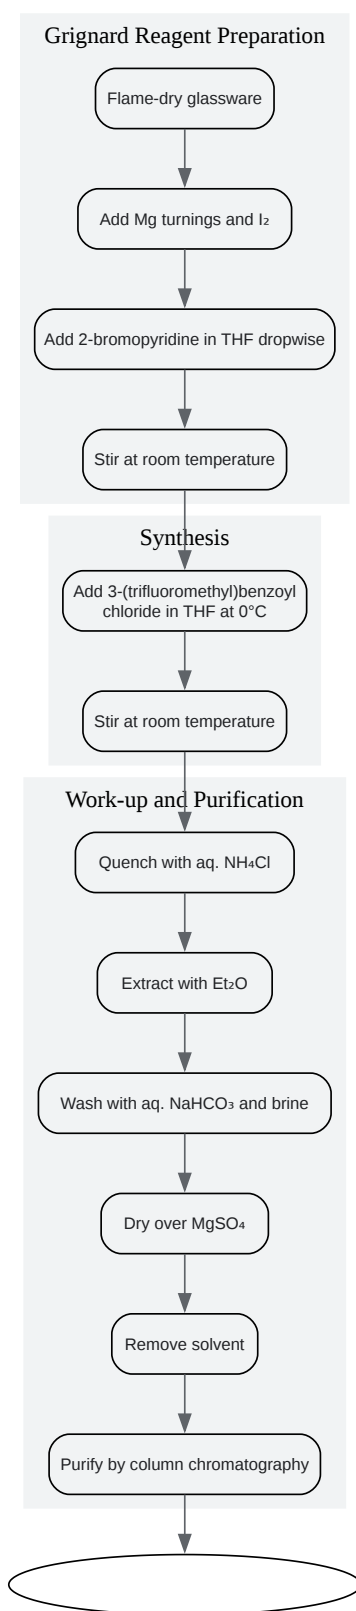 Grignard Reagent Preparation
Flame-dry glassware
Add Mg turnings and I₂
Add 2-bromopyridine in THF dropwise
Stir at room temperature
Synthesis
Add 3-(trifluoromethyl)benzoyl
chloride in THF at 0°C
Stir at room temperature
Work-up and Purification
Quench with aq. NH₄Cl
Extract with Et₂O
Wash with aq. NaHCO₃ and brine
Dry over MgSO₄
Remove solvent
Purify by column chromatography